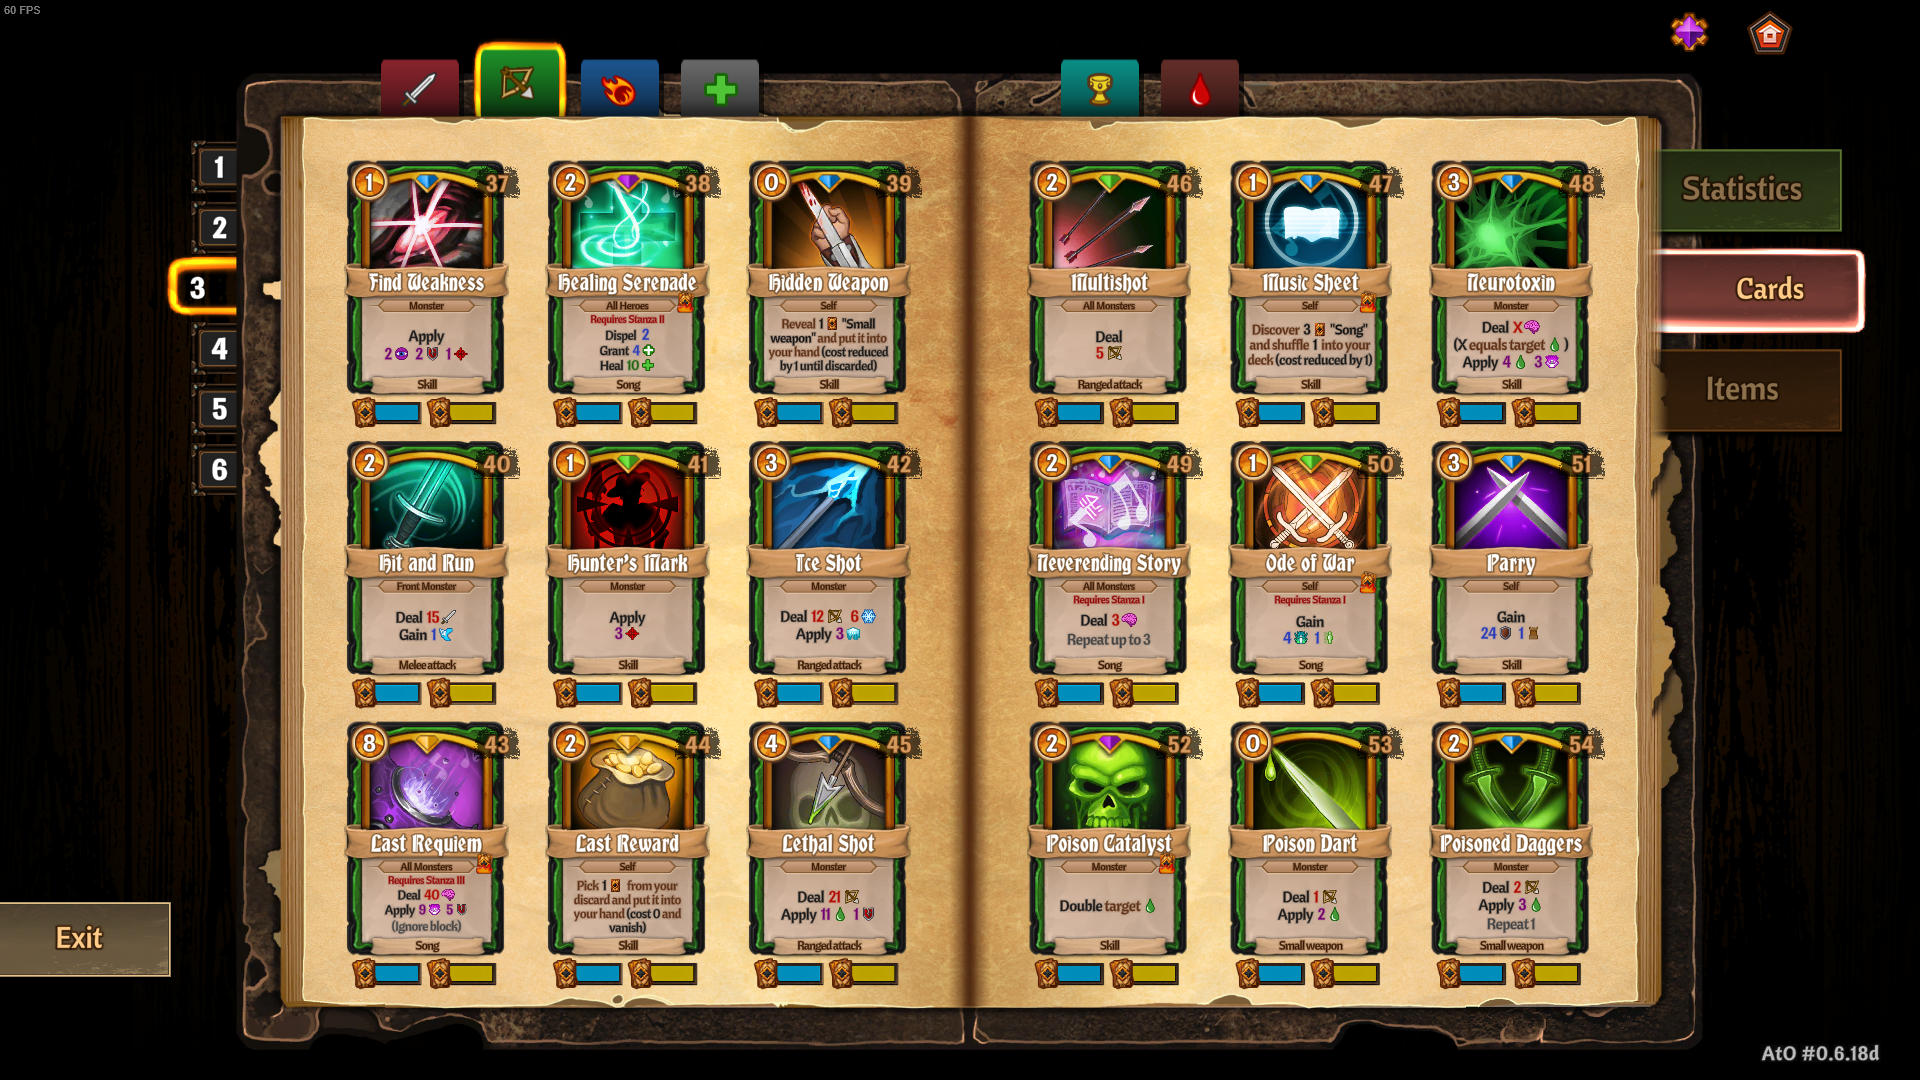 60 FPS
1
2
3
4
5
6
Statistics
Cards
Items
Exit
AtO #0.6.18d
1
37
Find Weakness
Monster
Apply
2 2 1
Skill
2
38
Healing Serenade
All Heroes
Requires Stanza II
Dispel 2
Grant 4
Heal 10
Song
0
39
Hidden Weapon
Self
Reveal 1 "Small
weapon" and put it into
your hand (cost reduced
by 1 until discarded)
Skill
2
40
Hit and Run
Front Monster
Deal 15
Gain 1
Melee attack
1
41
Hunter's Mark
Monster
Apply
3
Skill
3
42
Ice Shot
Monster
Deal 12 6
Apply 3
Ranged attack
8
43
Last Requiem
All Monsters
Requires Stanza III
Deal 40
Apply 9 5
(Ignore block)
Song
2
44
Last Reward
Self
Pick 1 from your
discard and put it into
your hand (cost 0 and
vanish)
Skill
4
45
Lethal Shot
Monster
Deal 21
Apply 11 1
Ranged attack
2
46
Multishot
All Monsters
Deal
5
Ranged attack
1
47
Music Sheet
Self
Discover 3 "Song"
and shuffle 1 into your
deck (cost reduced by 1)
Skill
3
48
Neurotoxin
Monster
Deal X
(X equals target )
Apply 4 3
Skill
2
49
Neverending Story
All Monsters
Requires Stanza I
Deal 3
Repeat up to 3
Song
1
50
Ode of War
Self
Requires Stanza I
Gain
4 1
Song
3
51
Parry
Self
Gain
24 1
Skill
2
52
Poison Catalyst
Monster
Double target
Skill
0
53
Poison Dart
Monster
Deal 1
Apply 2
Small weapon
2
54
Poisoned Daggers
Monster
Deal 2
Apply 3
Repeat 1
Small weapon